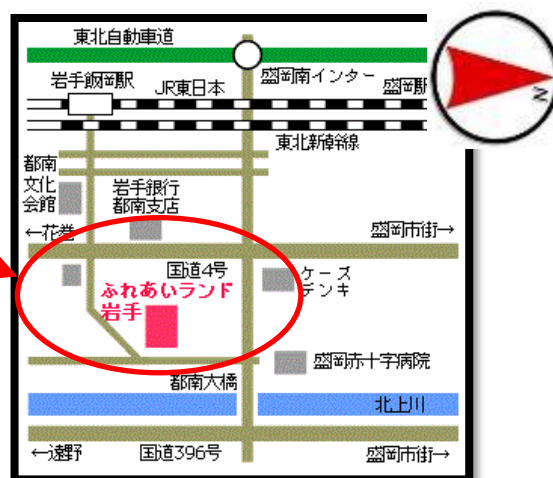 東北自動車道
岩手飯岡駅
JR東日本
盛岡南インター
盛岡駅
東北新幹線
都南
文化
会館
岩手銀行
都南支店
←花巻
盛岡市街→
国道4号
ケーズ
デンキ
ふれあいランド
岩手
盛岡赤十字病院
都南大橋
北上川
←遠野
国道396号
盛岡市街→
N